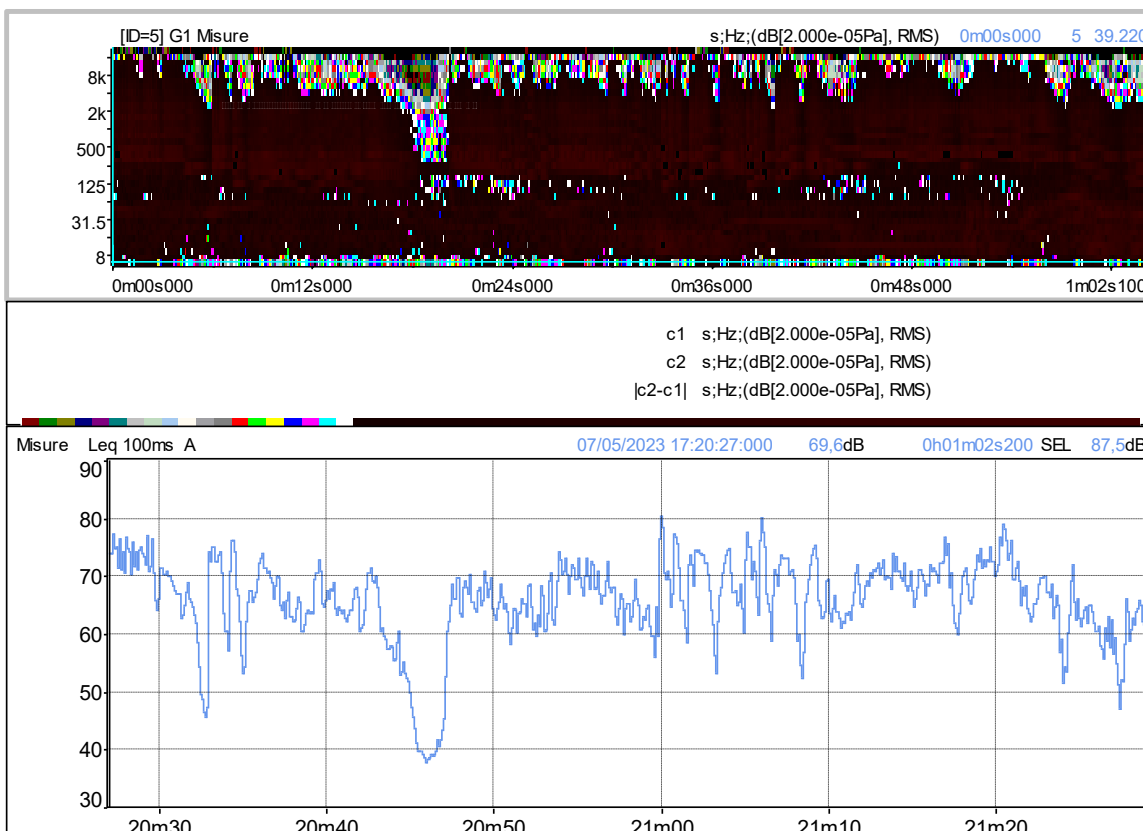 [ID=5] G1 Misure s;Hz;(dB[2.000e-05Pa], RMS) 0m00s000 5 39.220
8k
2k
500
125
31.5
8
0m00s000 0m12s000 0m24s000 0m36s000 0m48s000 1m02s100
c1 s;Hz;(dB[2.000e-05Pa], RMS)
c2 s;Hz;(dB[2.000e-05Pa], RMS)
|c2-c1| s;Hz;(dB[2.000e-05Pa], RMS)
Misure Leq 100ms A 07/05/2023 17:20:27:000 69,6dB 0h01m02s200 SEL 87,5dB
90
80
70
60
50
40
30
20m30 20m40 20m50 21m00 21m10 21m20